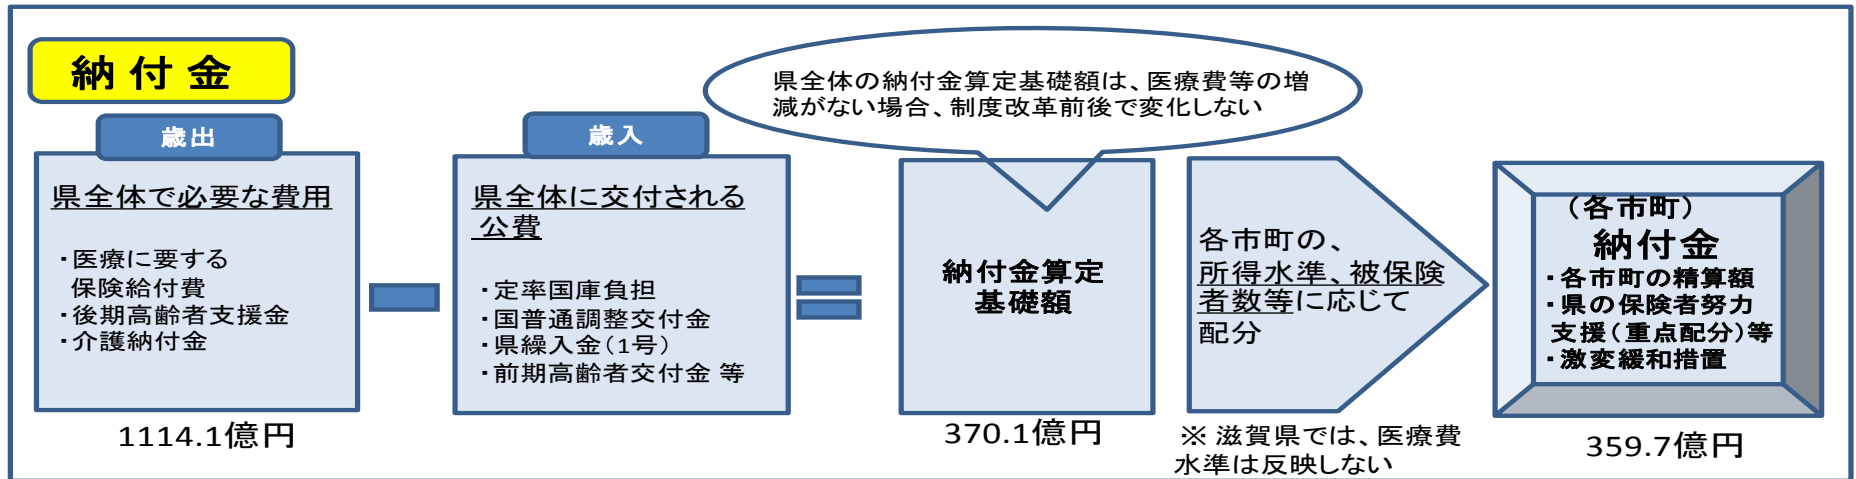 納付金
県全体の納付金算定基礎額は、医療費等の増
減がない場合、制度改革前後で変化しない
歳出
県全体で必要な費用
・医療に要する
保険給付費
・後期高齢者支援金
・介護納付金
1114.1億円
歳入
県全体に交付される
公費
・定率国庫負担
・国普通調整交付金
・県繰入金(1号)
・前期高齢者交付金 等
納付金算定
基礎額
370.1億円
各市町の、
所得水準、被保険
者数等に応じて
配分
※ 滋賀県では、医療費
水準は反映しない
(各市町)
納付金
・各市町の精算額
・県の保険者努力
支援(重点配分)等
・激変緩和措置
359.7億円